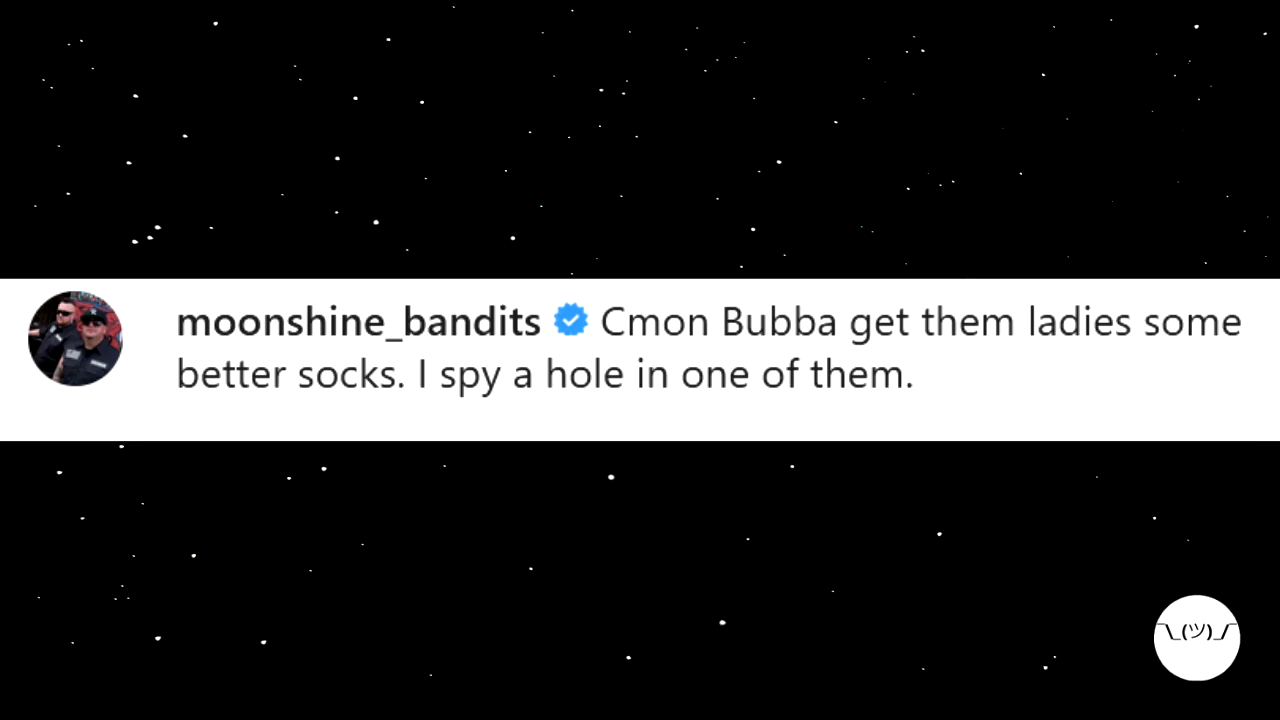 moonshine_bandits Cmon Bubba get them ladies some
better socks. I spy a hole in one of them.
¯\_(ツ)_/¯